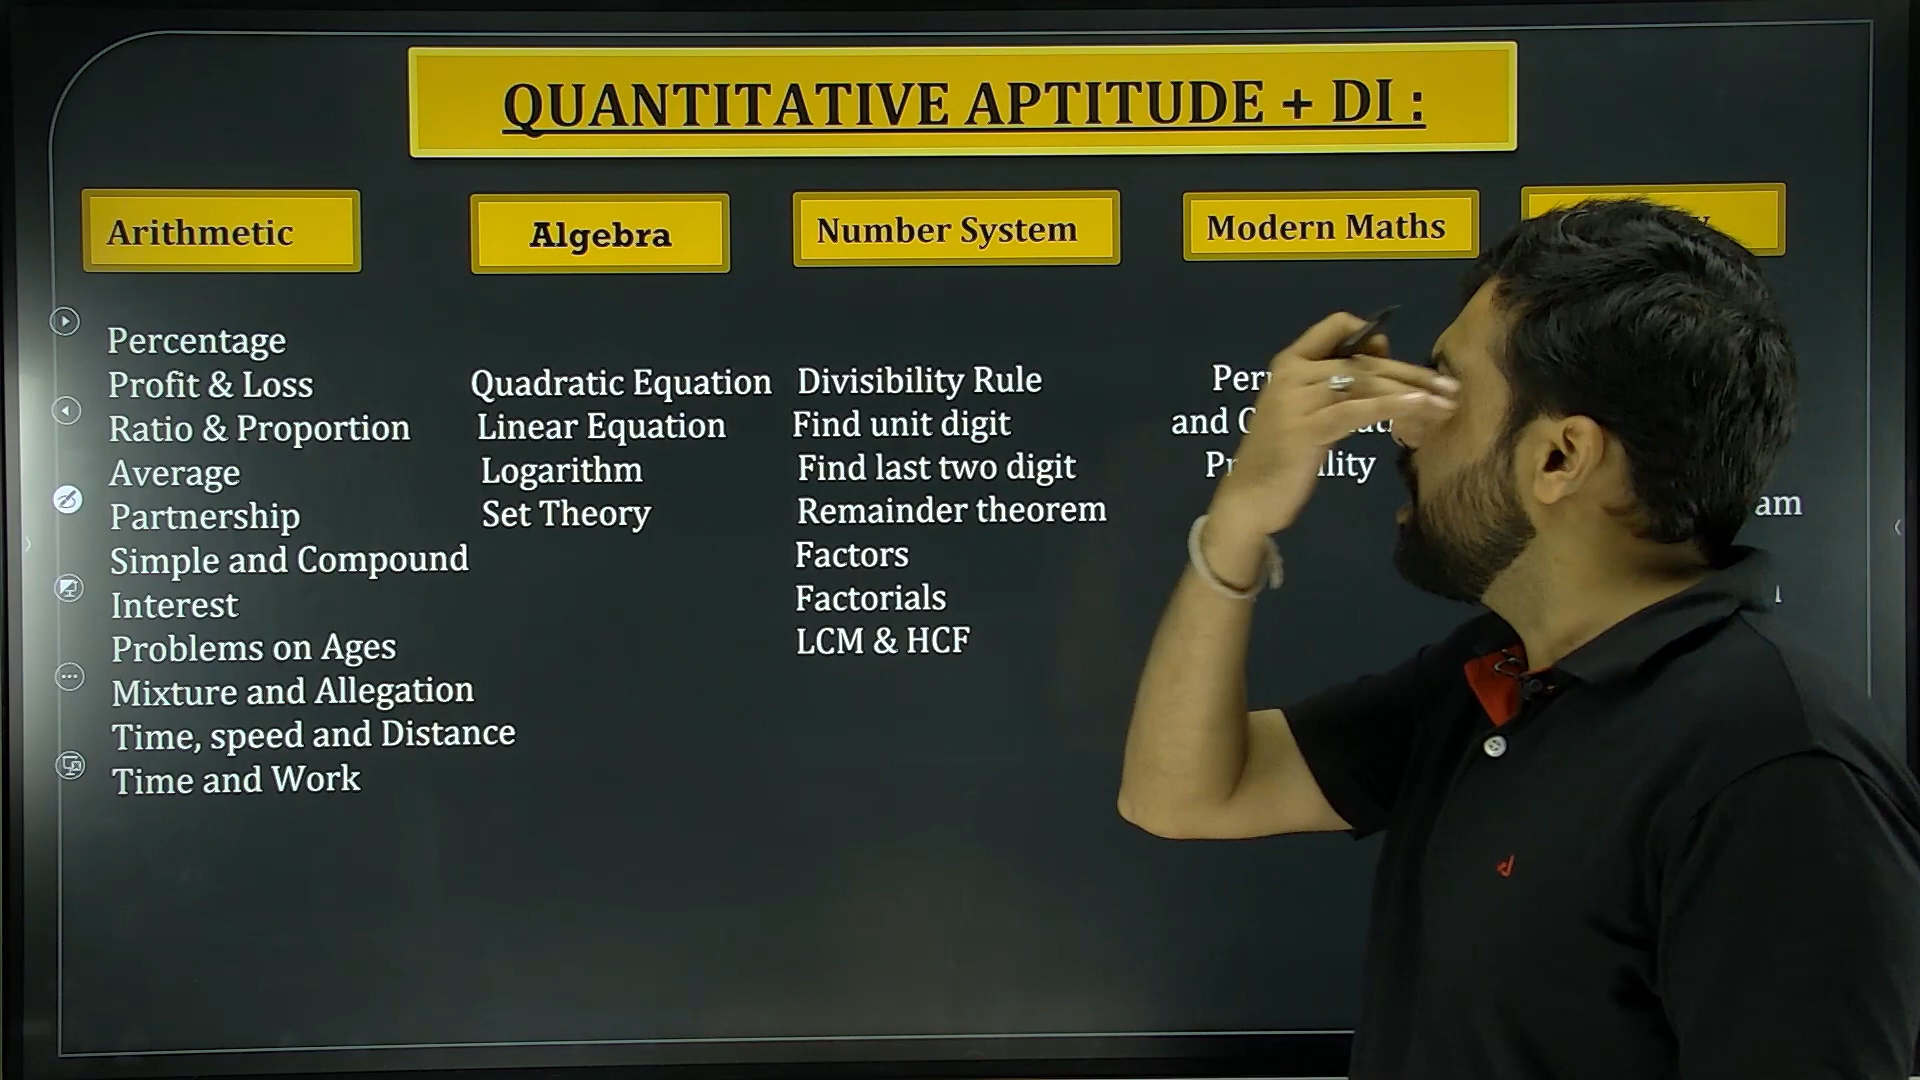 QUANTITATIVE APTITUDE + DI :
Arithmetic
Algebra
Number System
Modern Maths
Percentage
Profit & Loss
Ratio & Proportion
Average
Partnership
Simple and Compound
Interest
Problems on Ages
Mixture and Allegation
Time, speed and Distance
Time and Work
Quadratic Equation
Linear Equation
Logarithm
Set Theory
Divisibility Rule
Find unit digit
Find last two digit
Remainder theorem
Factors
Factorials
LCM & HCF
and